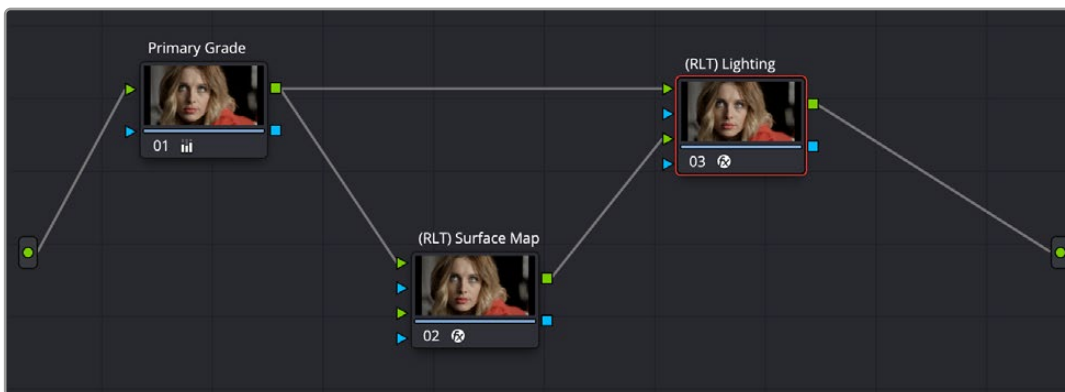 Primary Grade
01
(RLT) Lighting
03
(RLT) Surface Map
02